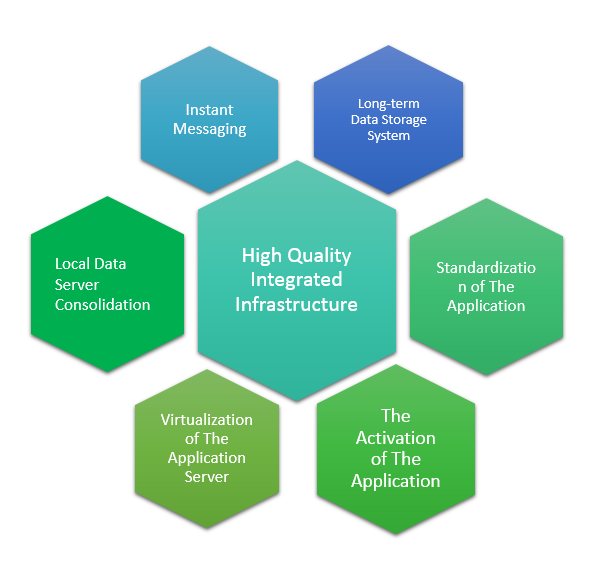 Instant
Messaging
Long-term
Data Storage
System
High Quality
Integrated
Infrastructure
Local Data
Server
Consolidation
Standardizatio
n of The
Application
Virtualization
of The
Application
Server
The
Activation
of The
Application